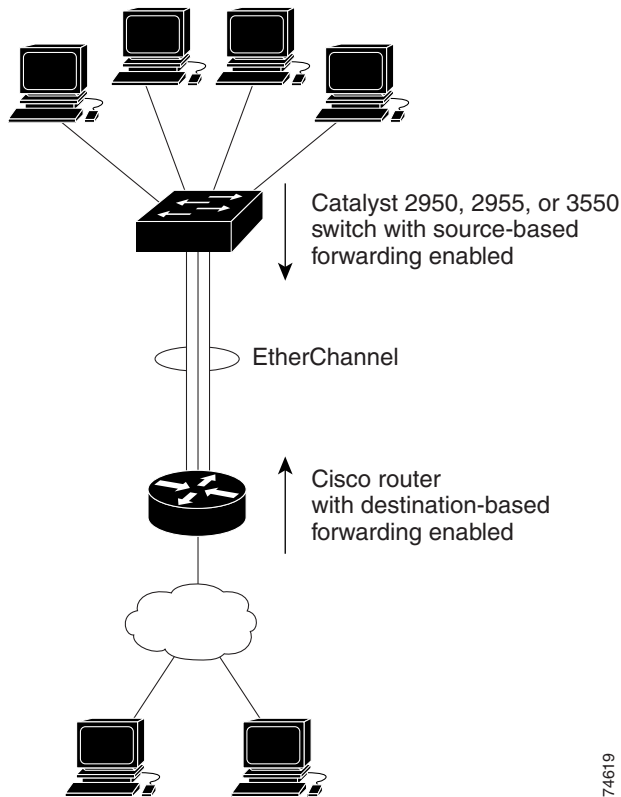 Catalyst 2950, 2955, or 3550
switch with source-based
forwarding enabled
EtherChannel
Cisco router
with destination-based
forwarding enabled
74619